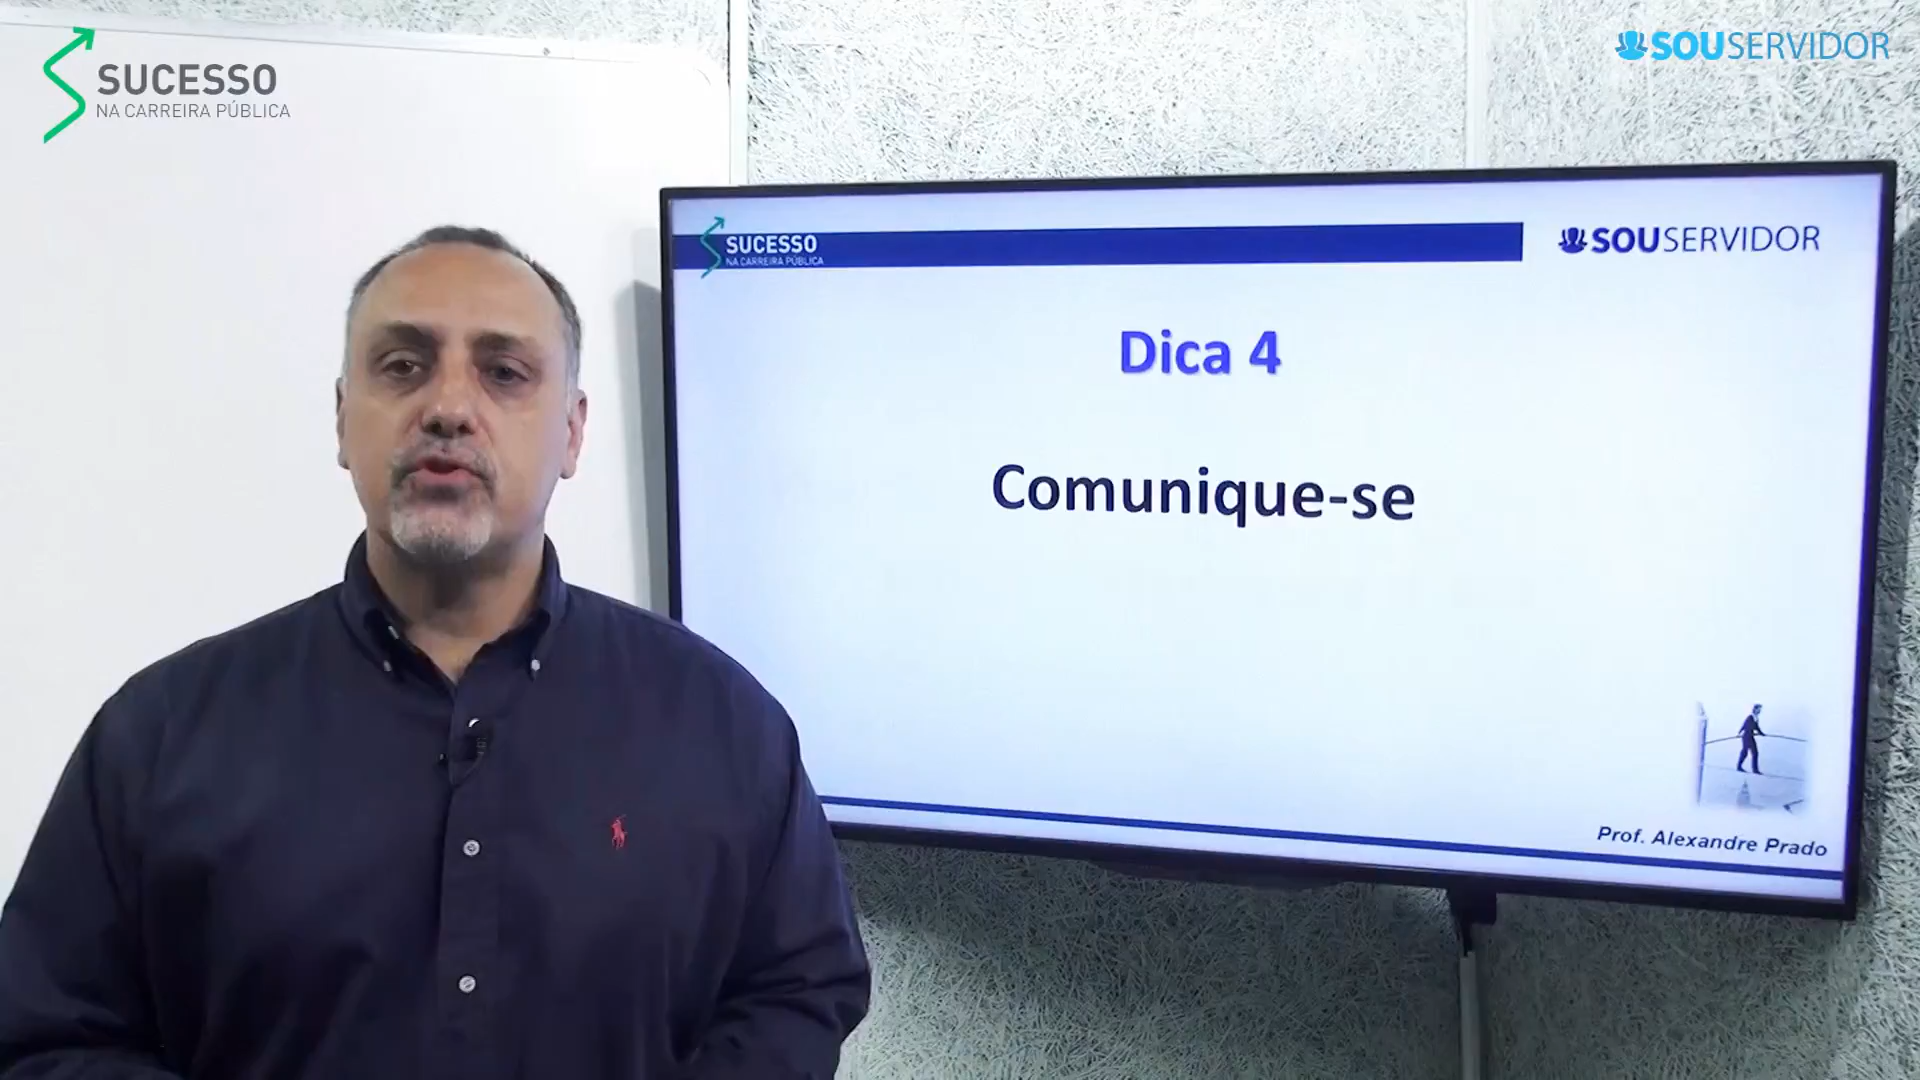 SUCESSO
NA CARREIRA PÚBLICA
SOUSERVIDOR
SUCESSO
NA CARREIRA PÚBLICA
SOUSERVIDOR
Dica 4
Comunique-se
Prof. Alexandre Prado